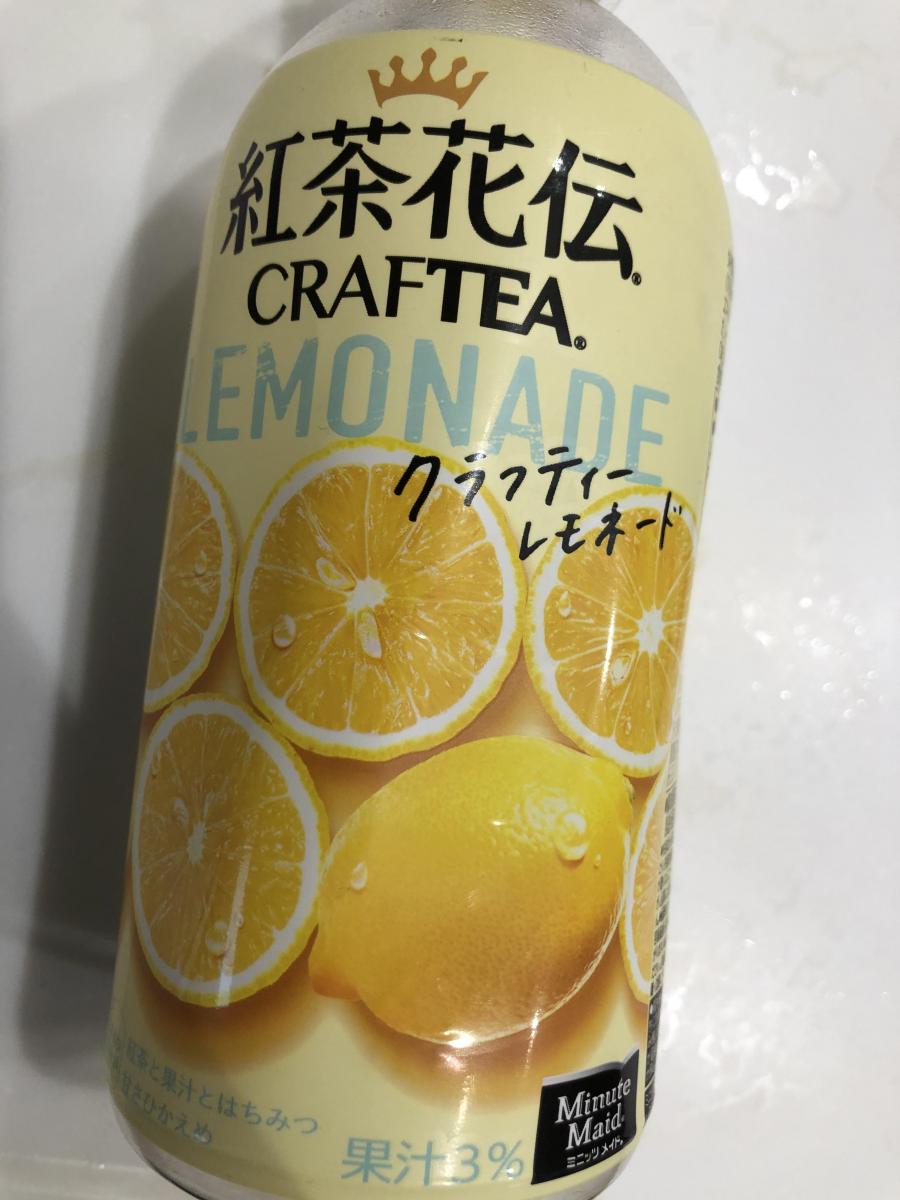 紅茶花伝®
CRAFTEA®
LEMONADE
クラフティー
レモネード
紅茶と果汁とはちみつ
甘さひかえめ
果汁3%
Minute
Maid®
ミニッツ メイド®